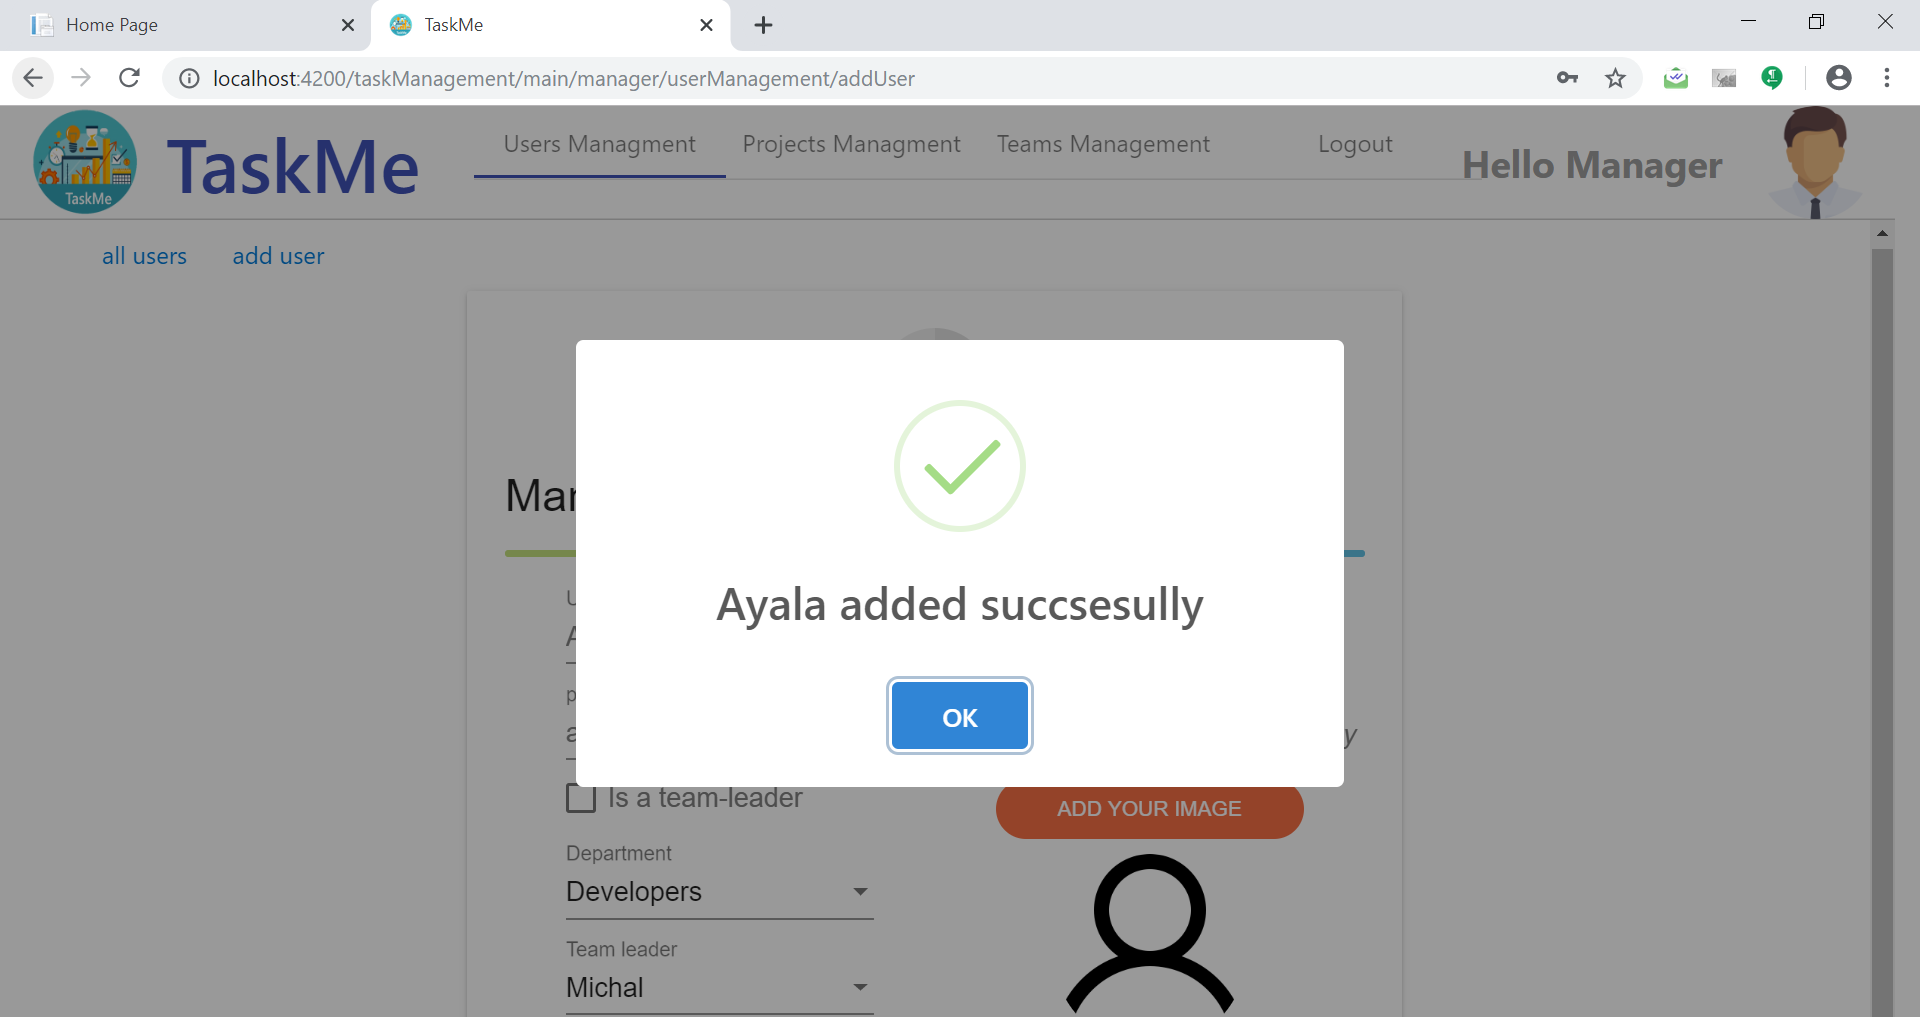 Home Page
TaskMe
localhost:4200/taskManagement/main/manager/userManagement/addUser
TaskMe
TaskMe
Users Managment
Projects Managment
Teams Management
Logout
Hello Manager
all users
add user
Ayala added succsesully
OK
Is a team-leader
ADD YOUR IMAGE
Department
Developers
Team leader
Michal